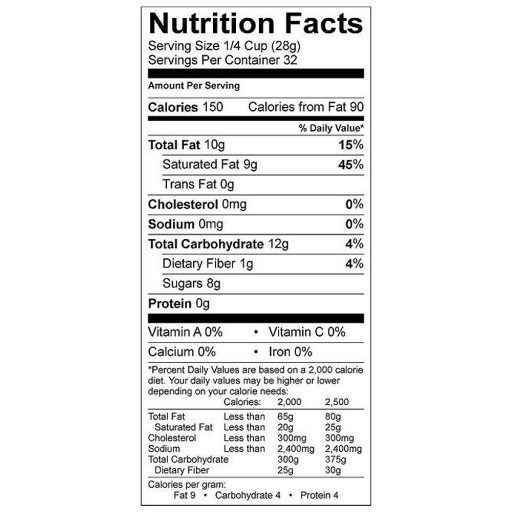 Nutrition Facts
Serving Size 1/4 Cup (28g)
Servings Per Container 32
Amount Per Serving
Calories 150 Calories from Fat 90
% Daily Value*
Total Fat 10g 15%
Saturated Fat 9g 45%
Trans Fat 0g
Cholesterol 0mg 0%
Sodium 0mg 0%
Total Carbohydrate 12g 4%
Dietary Fiber 1g 4%
Sugars 8g
Protein 0g
Vitamin A 0% • Vitamin C 0%
Calcium 0% • Iron 0%
*Percent Daily Values are based on a 2,000 calorie
diet. Your daily values may be higher or lower
depending on your calorie needs:
Calories: 2,000 2,500
Total Fat Less than 65g 80g
Saturated Fat Less than 20g 25g
Cholesterol Less than 300mg 300mg
Sodium Less than 2,400mg 2,400mg
Total Carbohydrate 300g 375g
Dietary Fiber 25g 30g
Calories per gram:
Fat 9 • Carbohydrate 4 • Protein 4